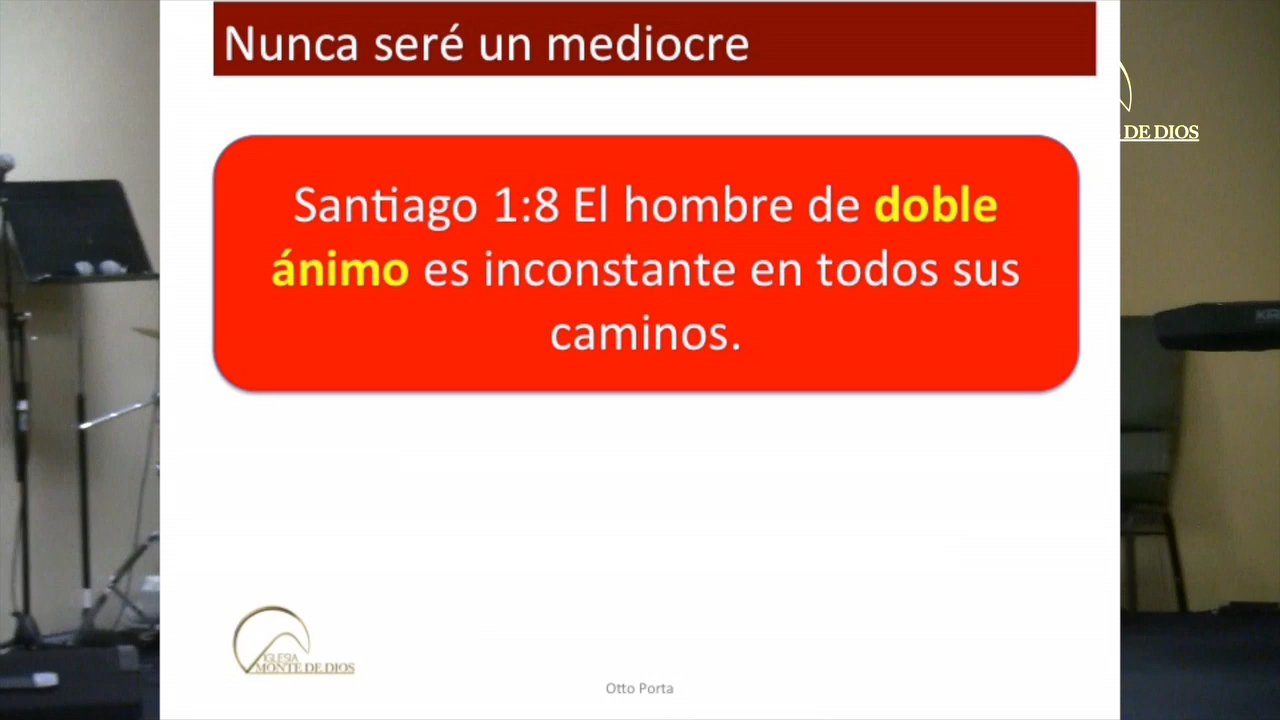 Nunca seré un mediocre
DE DIOS
Santiago 1:8 El hombre de doble
ánimo es inconstante en todos sus
caminos.
IGLESIA
MONTE DE DIOS
Otto Porta